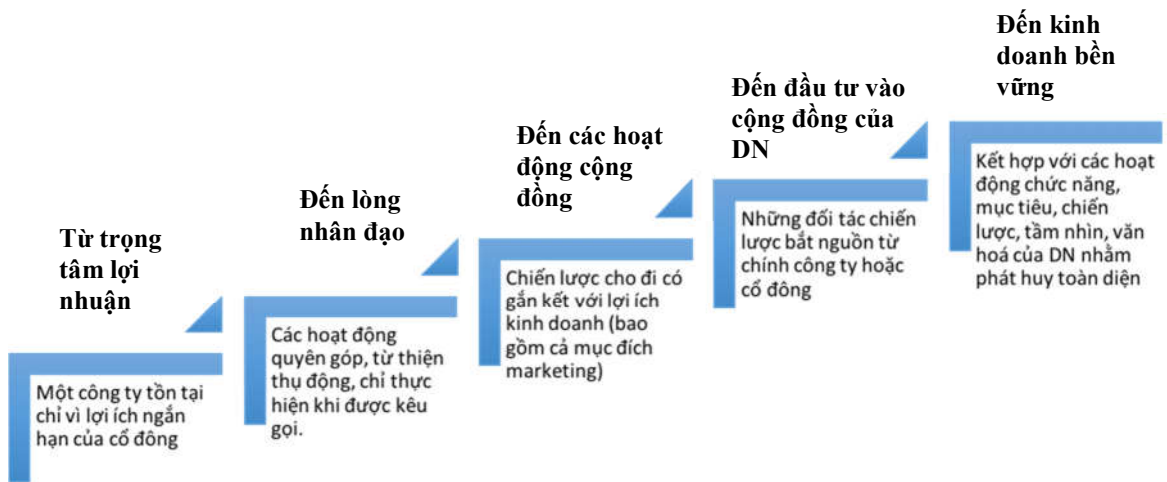 Từ trọng
tâm lợi
nhuận
Một công ty tồn tại
chỉ vì lợi ích ngắn
hạn của cổ đông
Đến lòng
nhân đạo
Các hoạt động
quyên góp, từ thiện
thụ động, chỉ thực
hiện khi được kêu
gọi.
Đến các hoạt
động cộng
đồng
Chiến lược cho đi có
gắn kết với lợi ích
kinh doanh (bao
gồm cả mục đích
marketing)
Đến đầu tư vào
cộng đồng của
DN
Những đối tác chiến
lược bắt nguồn từ
chính công ty hoặc
cổ đông
Đến kinh
doanh bền
vững
Kết hợp với các hoạt
động chức năng,
mục tiêu, chiến
lược, tầm nhìn, văn
hoá của DN nhằm
phát huy toàn diện